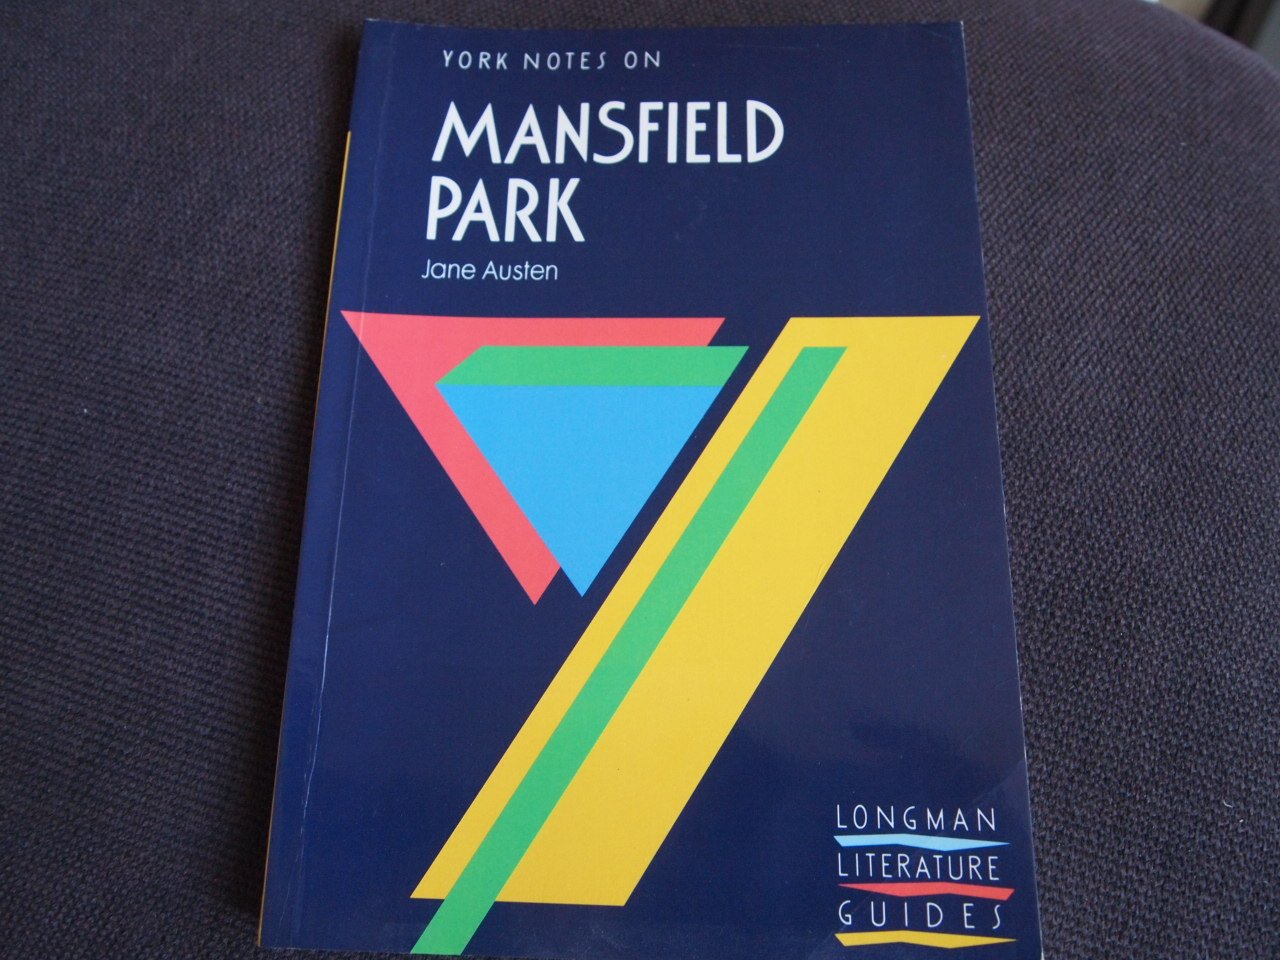 YORK NOTES ON
MANSFIELD
PARK
Jane Austen
LONGMAN
LITERATURE
GUIDES